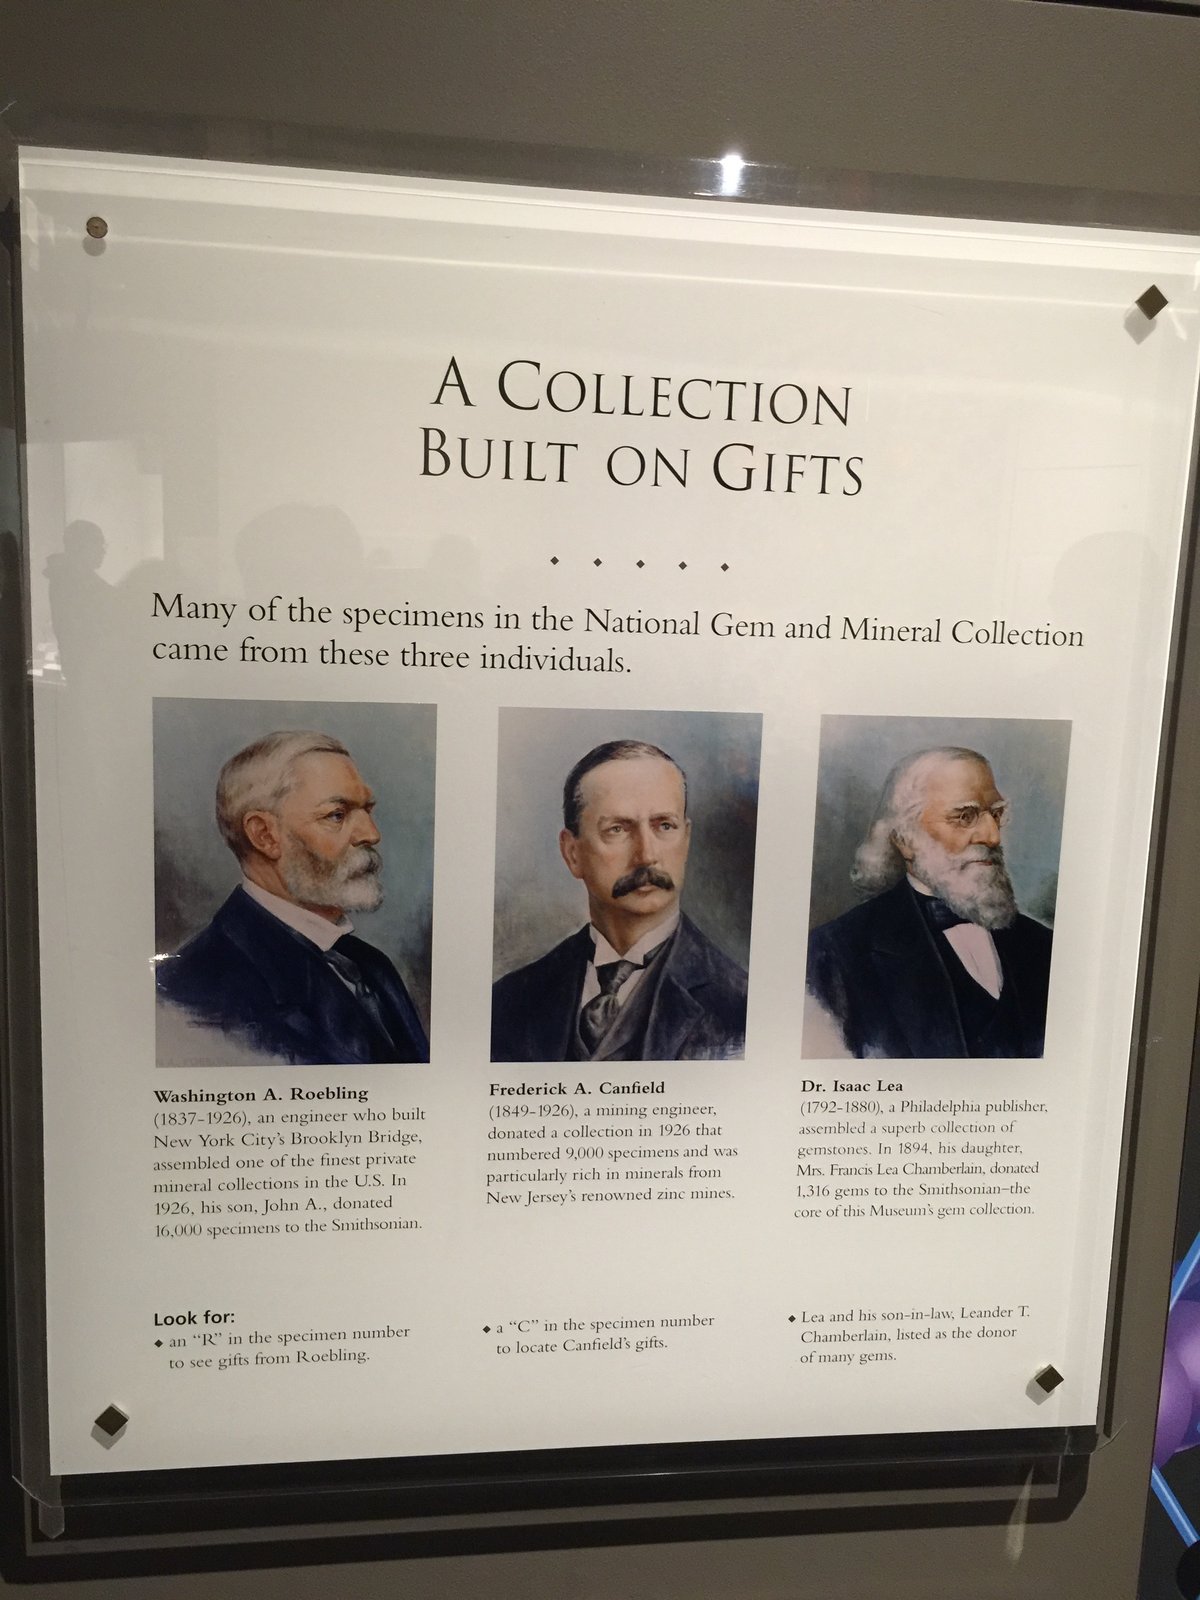 A COLLECTION
BUILT ON GIFTS
Many of the specimens in the National Gem and Mineral Collection
came from these three individuals.
Washington A. Roebling
(1837-1926), an engineer who built
New York City's Brooklyn Bridge,
assembled one of the finest private
mineral collections in the U.S. In
1926, his son, John A., donated
16,000 specimens to the Smithsonian.
Frederick A. Canfield
(1849-1926), a mining engineer,
donated a collection in 1926 that
numbered 9,000 specimens and was
particularly rich in minerals from
New Jersey's renowned zinc mines.
Dr. Isaac Lea
(1792-1880), a Philadelphia publisher,
assembled a superb collection of
gemstones. In 1894, his daughter,
Mrs. Francis Lea Chamberlain, donated
1,316 gems to the Smithsonian–the
core of this Museum's gem collection.
Look for:
◆ an "R" in the specimen number
to see gifts from Roebling.
◆ a "C" in the specimen number
to locate Canfield's gifts.
◆ Lea and his son-in-law, Leander T.
Chamberlain, listed as the donor
of many gems.